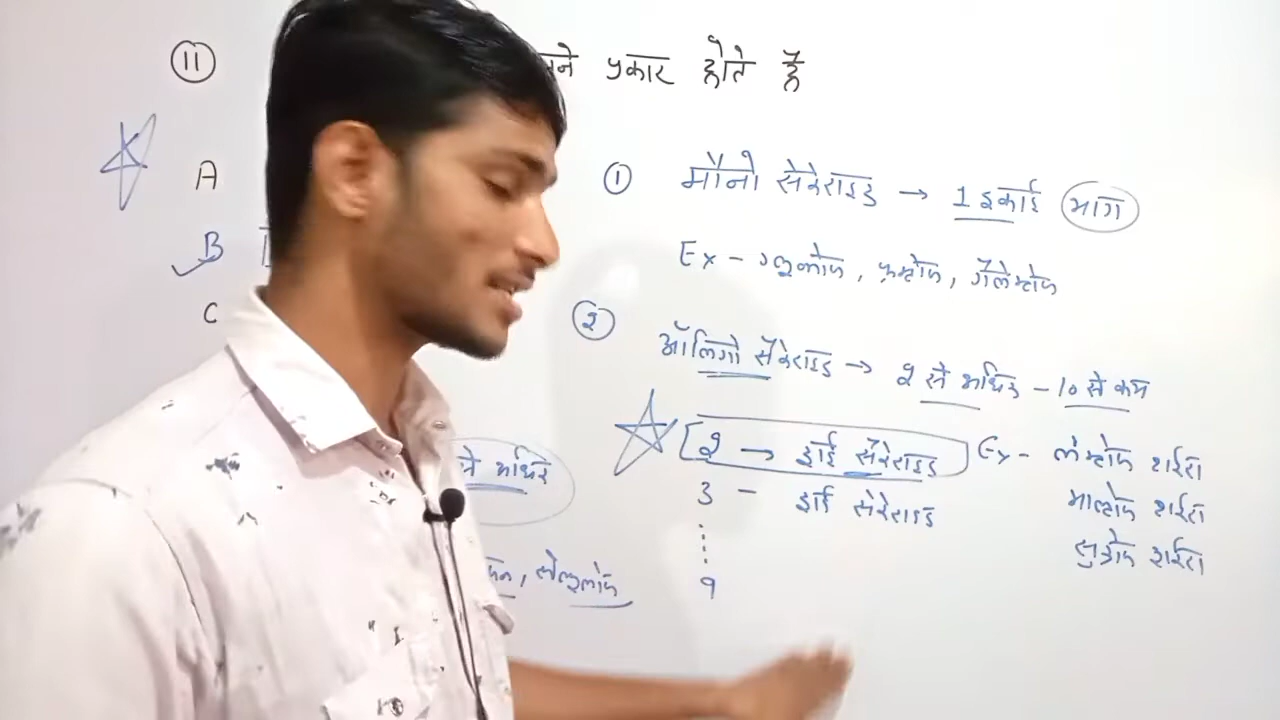 11 प्रकार होते है
A
B
C
① मोनो सेकेराइड → 1 इकाई भाग
Ex - ग्लूकोज, फ्रुक्टोज, गैलेक्टोज
② ऑलिगो सैकेराइड → 2 से अधिक - 10 से कम
2 → डाई सैकेराइड Ex - लेक्टोज शर्करा
3 - ट्राई सेकेराइड माल्टोज शर्करा
9 सुक्रोज शर्करा
से अधिक
, सेलुलोज